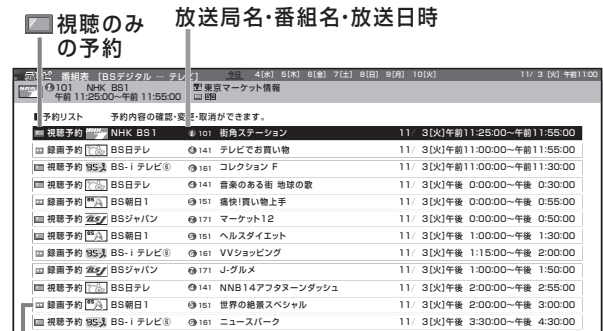 視聴のみ
の予約
放送局名・番組名・放送日時
テレビ 番組表 [BSデジタル … テレビ] 今日 4[水] 5[木] 6[金] 7[土] 8[日] 9[月] 10[火] 11/ 3 [火] 午前11:00
101 NHK BS1 東京マーケット情報
午前 11:25:00～午前 11:55:00
予約リスト 予約内容の確認・変更・取消ができます。
視聴予約 NHK BS1 101 街角ステーション 11/ 3[火]午前11:25:00～午前11:55:00
録画予約 BS日テレ 141 テレビでお買い物 11/ 3[火]午前11:00:00～午前11:55:00
視聴予約 BS-i BS-i テレビ⑥ 161 コレクション F 11/ 3[火]午前11:00:00～午前11:30:00
視聴予約 BS日テレ 141 音楽のある街 地球の歌 11/ 3[火]午後 0:00:00～午後 0:30:00
録画予約 BS朝日1 151 痛快!買い物上手 11/ 3[火]午後 0:00:00～午後 0:55:00
視聴予約 BSJ BSジャパン 171 マーケット12 11/ 3[火]午後 0:00:00～午後 0:50:00
視聴予約 BS朝日1 151 ヘルスダイエット 11/ 3[火]午後 1:00:00～午後 1:30:00
録画予約 BS-i BS-i テレビ⑥ 161 VVショッピング 11/ 3[火]午後 1:15:00～午後 2:00:00
録画予約 BSJ BSジャパン 171 J-グルメ 11/ 3[火]午後 1:00:00～午後 1:50:00
視聴予約 BS日テレ 141 NNB14アフタヌーンダッシュ 11/ 3[火]午後 2:00:00～午後 2:55:00
録画予約 BS朝日1 151 世界の絶景スペシャル 11/ 3[火]午後 2:00:00～午後 3:00:00
視聴予約 BS-i BS-i テレビ⑥ 161 ニュースパーク 11/ 3[火]午後 3:30:00～午後 4:30:00